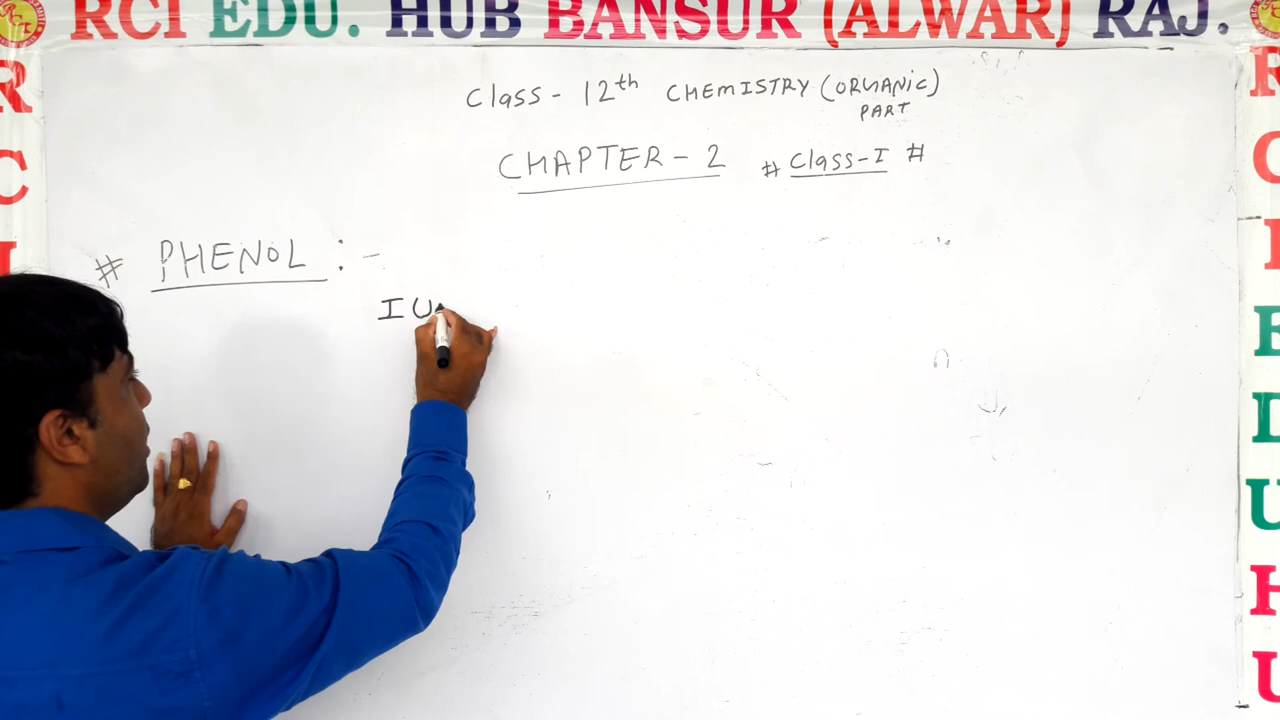 RCI EDU. HUB BANSUR (ALWAR) RAJ.
Class - 12th CHEMISTRY (ORGANIC)
PART
CHAPTER - 2 # Class-I #
# PHENOL : -
IU
R
C
I
R
C
I
E
D
U
H
U